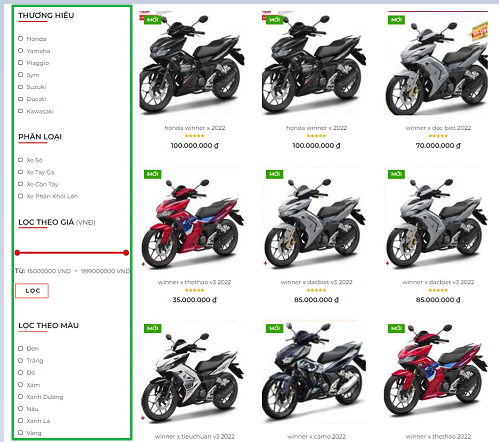 THƯƠNG HIỆU
Honda
Yamaha
Piaggio
Sym
Suzuki
Ducati
Kawasaki
PHÂN LOẠI
Xe Số
Xe Tay Ga
Xe Côn Tay
Xe Phân Khối Lớn
LỌC THEO GIÁ (VNĐ)
Từ: 15000000 VND - 999000000 VND
LỌC
LỌC THEO MÀU
Đen
Trắng
Đỏ
Xám
Xanh Dương
Nâu
Xanh Lá
Vàng
MỚI
honda winner x 2022
100.000.000 ₫
MỚI
honda winner x 2022
100.000.000 ₫
MỚI
winner x dac biet 2022
70.000.000 ₫
MỚI
winner x thethao v3 2022
35.000.000 ₫
MỚI
winner x dacbiet v3 2022
85.000.000 ₫
MỚI
winner x dacbiet v3 2022
85.000.000 ₫
MỚI
winner x tieuchuan v3 2022
MỚI
winner x camo 2022
MỚI
winner x thethao 2022